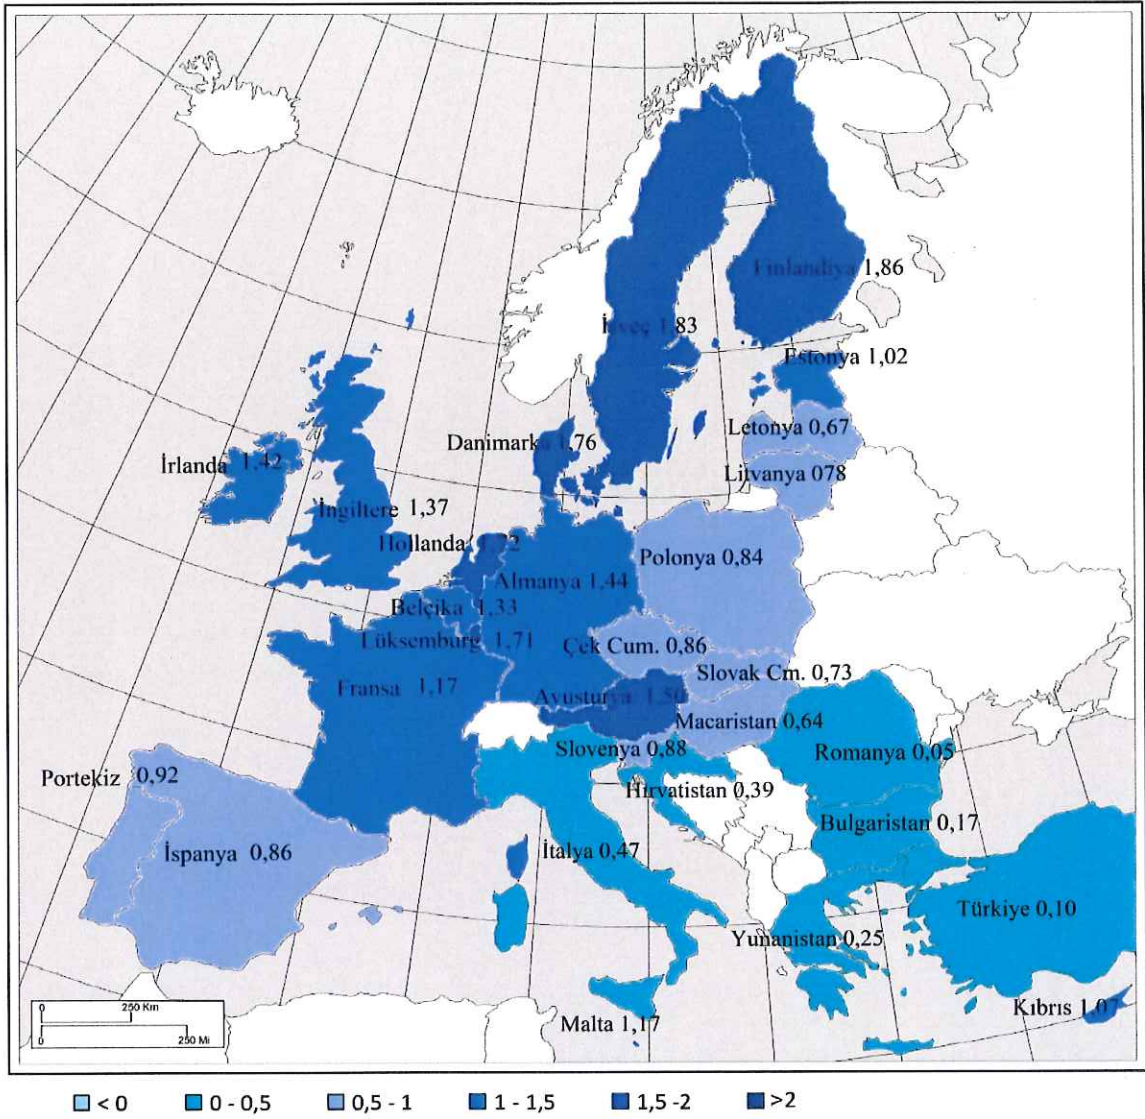 Finlandiya 1,86
İsveç 1,83
Estonya 1,02
Letonya 0,67
Danimarka 1,76
İrlanda 1,42
Litvanya 078
İngiltere 1,37
Hollanda
Polonya 0,84
Almanya 1,44
Belçika 1,33
Lüksemburg 1,71
Çek Cum. 0,86
Slovak Cm. 0,73
Fransa 1,17
Avusturya 1,50
Macaristan 0,64
Slovenya 0,88
Romanya 0,05
Portekiz 0,92
Hırvatistan 0,39
Bulgaristan 0,17
İspanya 0,86
İtalya 0,47
Türkiye 0,10
Yunanistan 0,25
Kıbrıs 1,07
Malta 1,17
0 250 Km
0 250 Mi
< 0 0 - 0,5 0,5 - 1 1 - 1,5 1,5 -2 >2